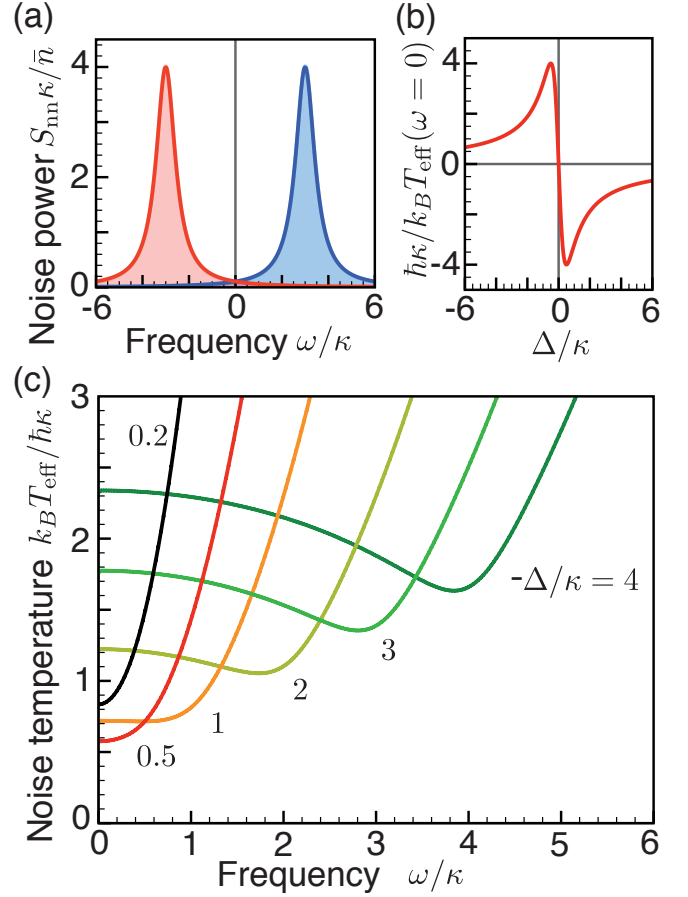 (a)
Noise power S_nn κ/n̄
4
2
0
-6
0
6
Frequency ω/κ
(b)
ħκ/k_B T_eff(ω = 0)
4
0
-4
-6
0
6
Δ/κ
(c)
Noise temperature k_B T_eff/ħκ
3
2
1
0
0.2
-Δ/κ = 4
3
2
1
0.5
0
1
2
3
4
5
6
Frequency ω/κ